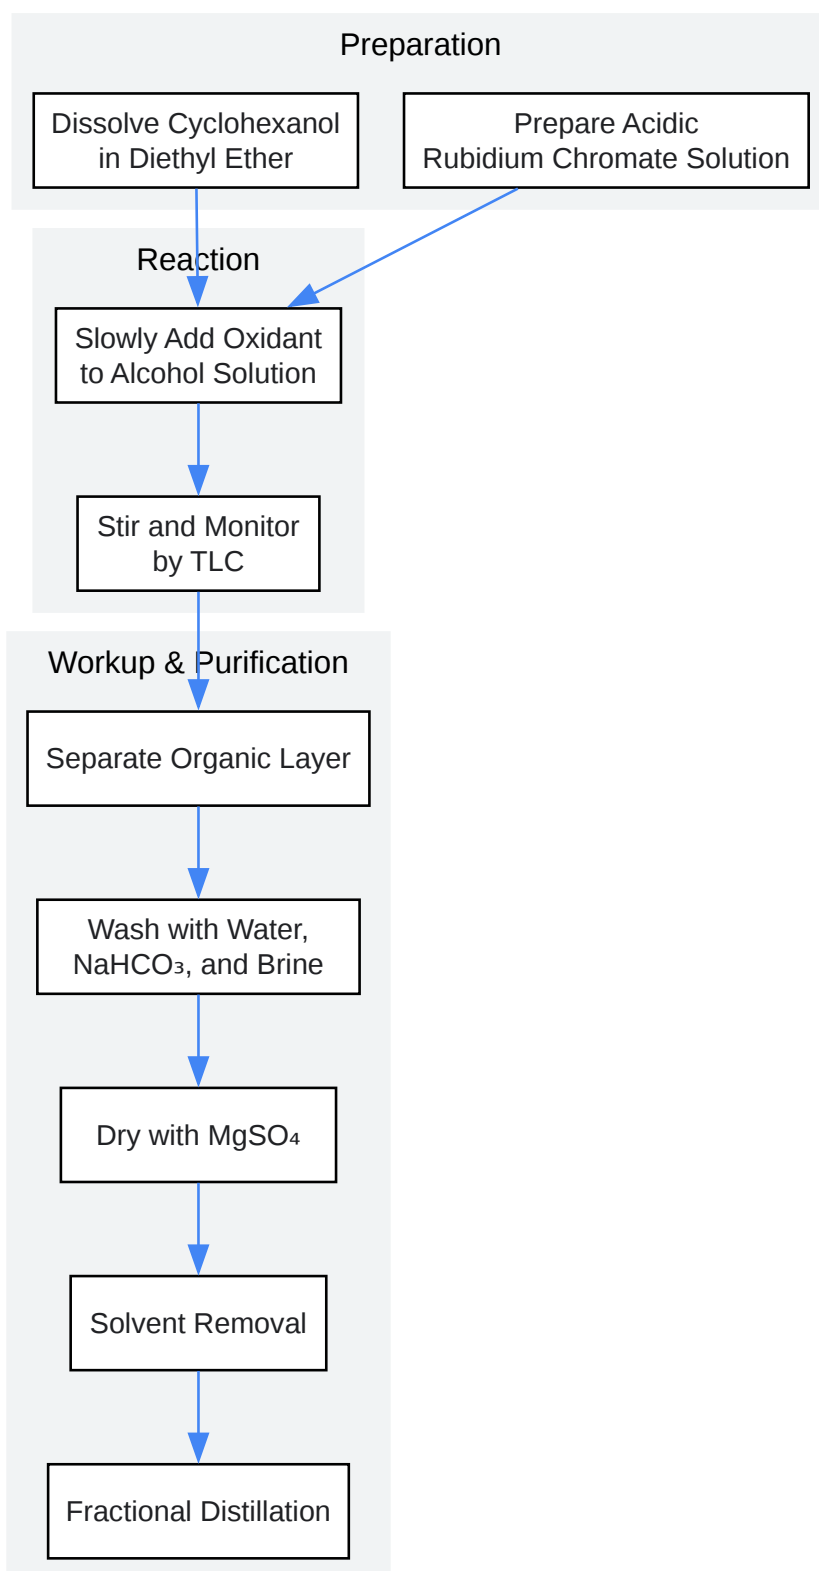 Preparation
Dissolve Cyclohexanol
in Diethyl Ether
Prepare Acidic
Rubidium Chromate Solution
Reaction
Slowly Add Oxidant
to Alcohol Solution
Stir and Monitor
by TLC
Workup & Purification
Separate Organic Layer
Wash with Water,
NaHCO₃, and Brine
Dry with MgSO₄
Solvent Removal
Fractional Distillation